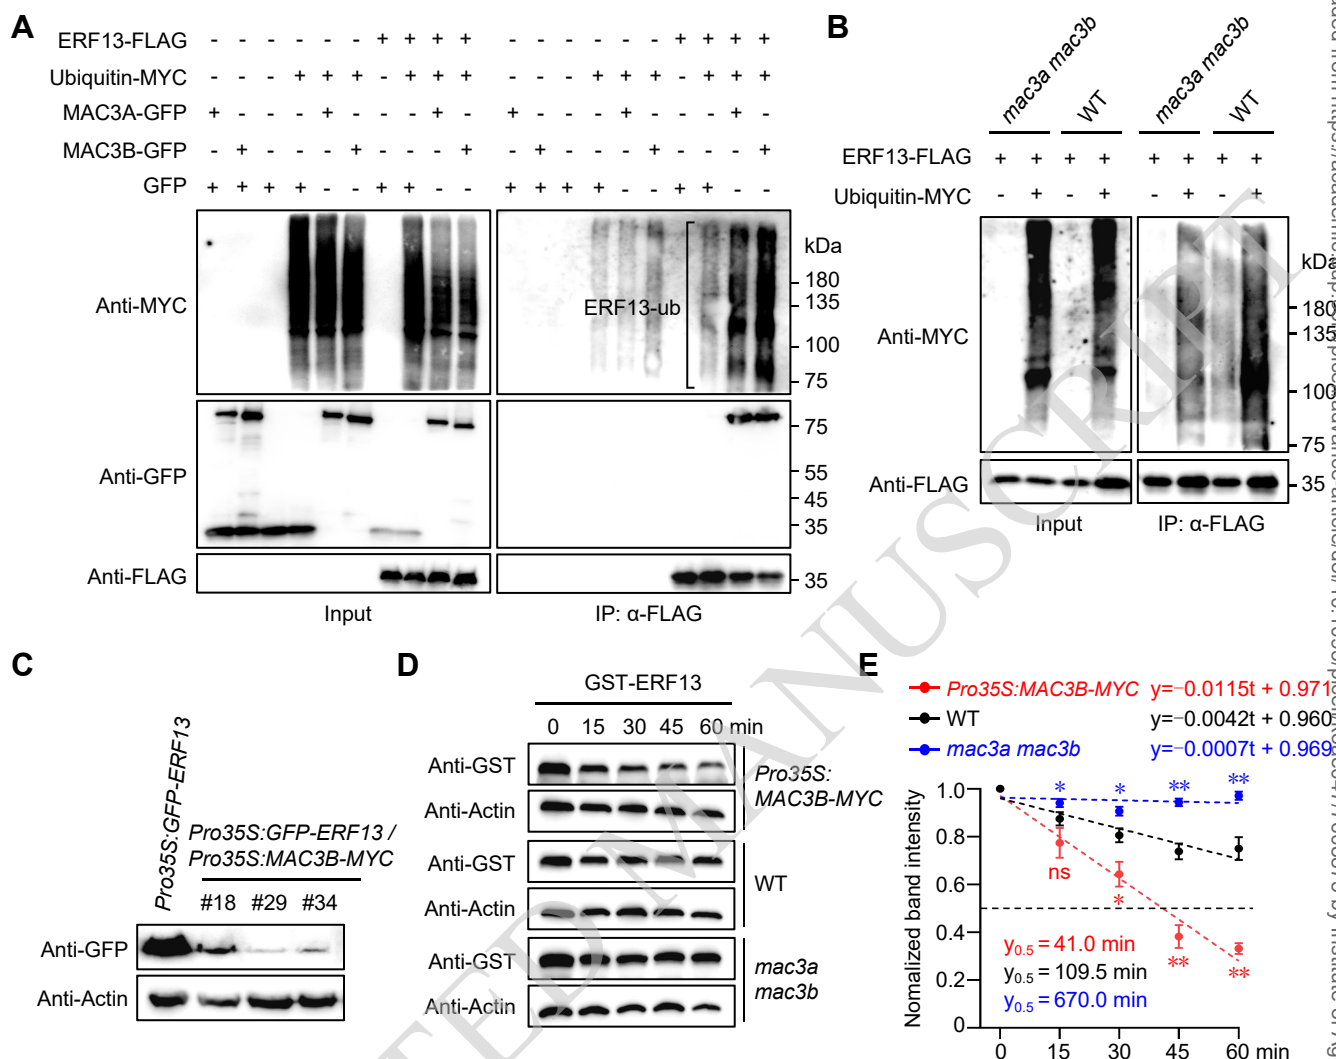 A
ERF13-FLAG - - - - - - + + + + - - - - - - + + + +
Ubiquitin-MYC - - - + + + - + + + - - - + + + - + + +
MAC3A-GFP + - - - + - - - + - + - - - + - - - + -
MAC3B-GFP - + - - - + - - - + - + - - - + - - - +
GFP + + + + - - + + - - + + + + - - + + - -
Anti-MYC
ERF13-ub
kDa
180
135
100
75
Anti-GFP
75
55
45
35
Anti-FLAG
35
Input
IP: α-FLAG
B
mac3a mac3b
WT
mac3a mac3b
WT
ERF13-FLAG + + + + + + + +
Ubiquitin-MYC - + - + - + - +
Anti-MYC
kDa
180
135
100
75
Anti-FLAG
35
Input
IP: α-FLAG
C
Pro35S:GFP-ERF13
Pro35S:GFP-ERF13 /
Pro35S:MAC3B-MYC
#18 #29 #34
Anti-GFP
Anti-Actin
D
GST-ERF13
0 15 30 45 60 min
Anti-GST
Anti-Actin
Pro35S:
MAC3B-MYC
Anti-GST
Anti-Actin
WT
Anti-GST
Anti-Actin
mac3a
mac3b
E
Pro35S:MAC3B-MYC y=−0.0115t + 0.971
WT y=−0.0042t + 0.960
mac3a mac3b y=−0.0007t + 0.969
Nomalized band intensity
1.0
0.8
0.6
0.4
0.2
0
* * ** **
ns * ** **
y0.5 = 41.0 min
y0.5 = 109.5 min
y0.5 = 670.0 min
0 15 30 45 60 min
TED MANUSCRIPT